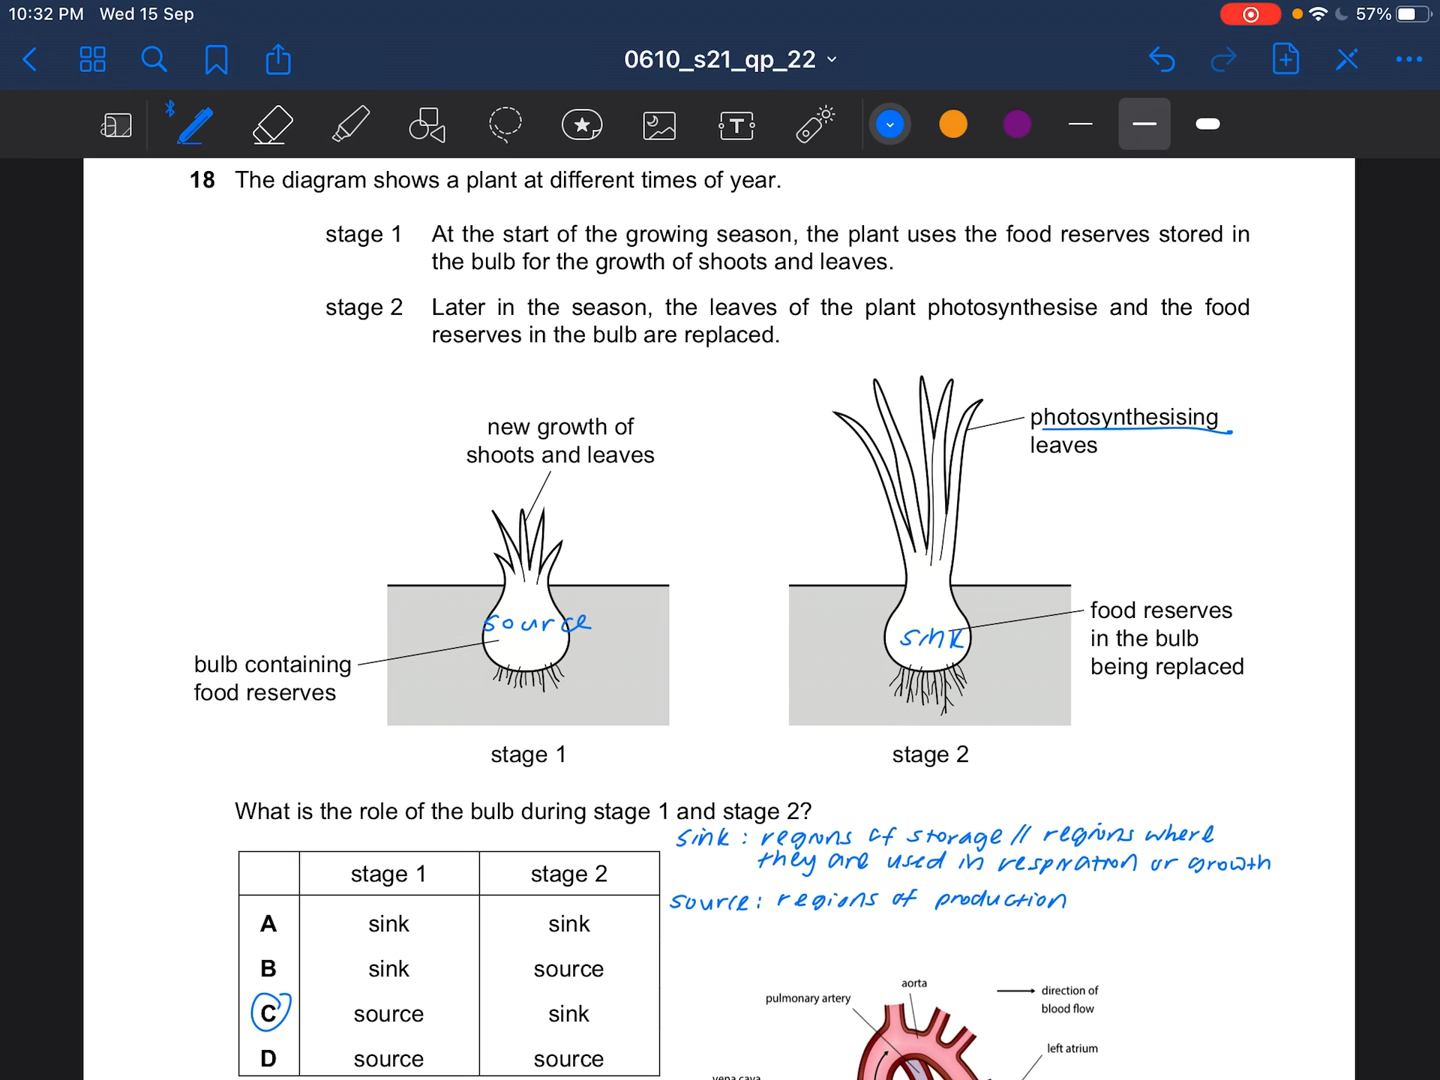 10:32 PM Wed 15 Sep
57%
0610_s21_qp_22
T
18 The diagram shows a plant at different times of year.
stage 1 At the start of the growing season, the plant uses the food reserves stored in
the bulb for the growth of shoots and leaves.
stage 2 Later in the season, the leaves of the plant photosynthesise and the food
reserves in the bulb are replaced.
new growth of
shoots and leaves
photosynthesising
leaves
source
bulb containing
food reserves
sink
food reserves
in the bulb
being replaced
stage 1
stage 2
What is the role of the bulb during stage 1 and stage 2?
sink : regions of storage // regions where
they are used in respiration or growth
source : regions of production
stage 1 stage 2
A sink sink
B sink source
C source sink
D source source
aorta
pulmonary artery
direction of
blood flow
left atrium
vena cava